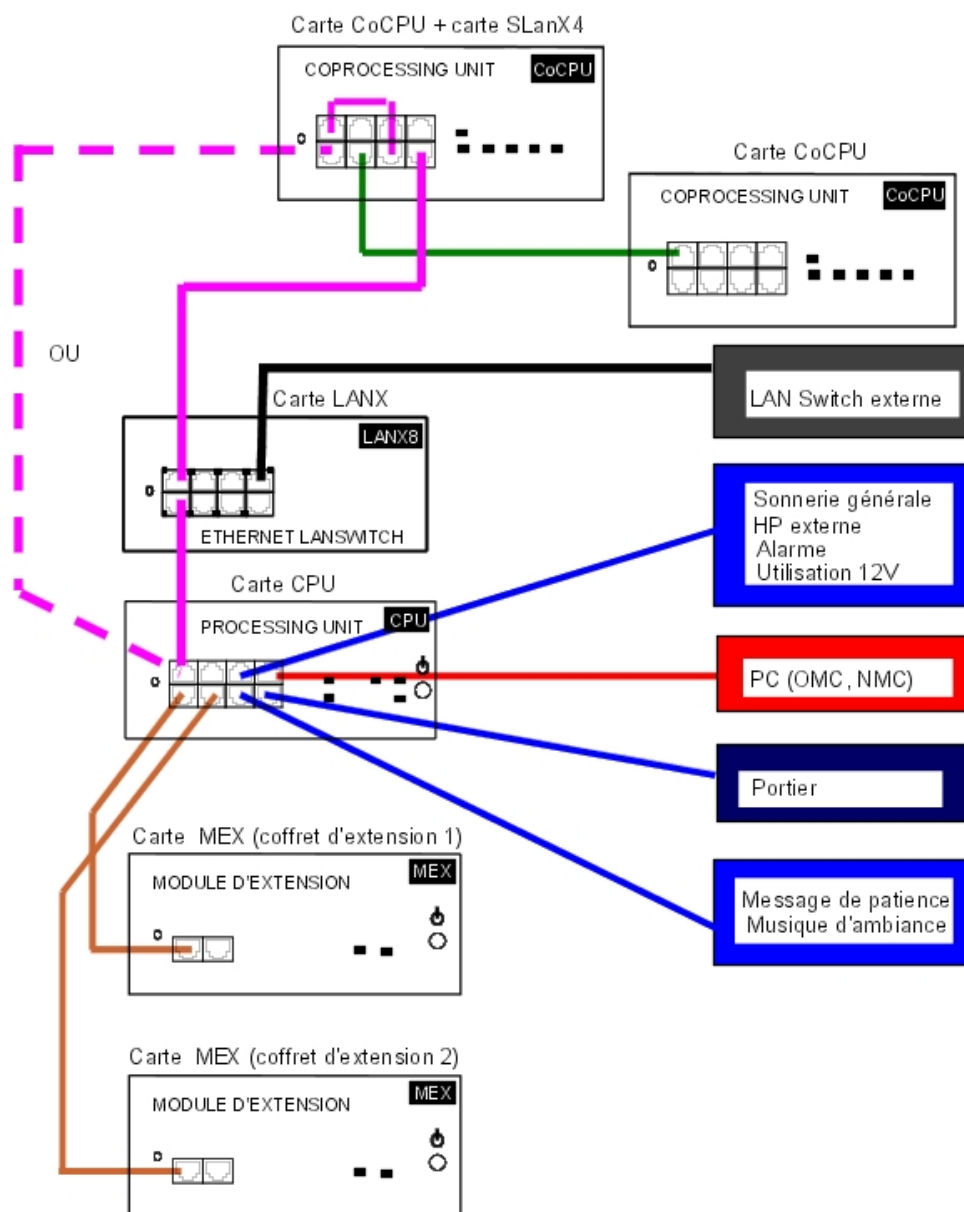 Carte CoCPU + carte SLanX4
COPROCESSING UNIT
CoCPU
Carte CoCPU
COPROCESSING UNIT
CoCPU
OU
LAN Switch externe
Carte LANX
LANX8
ETHERNET LANSWITCH
Sonnerie générale
HP externe
Alarme
Utilisation 12V
Carte CPU
PROCESSING UNIT
CPU
PC (OMC, NMC)
Portier
Carte MEX (coffret d'extension 1)
MODULE D'EXTENSION
MEX
Message de patience
Musique d'ambiance
Carte MEX (coffret d'extension 2)
MODULE D'EXTENSION
MEX